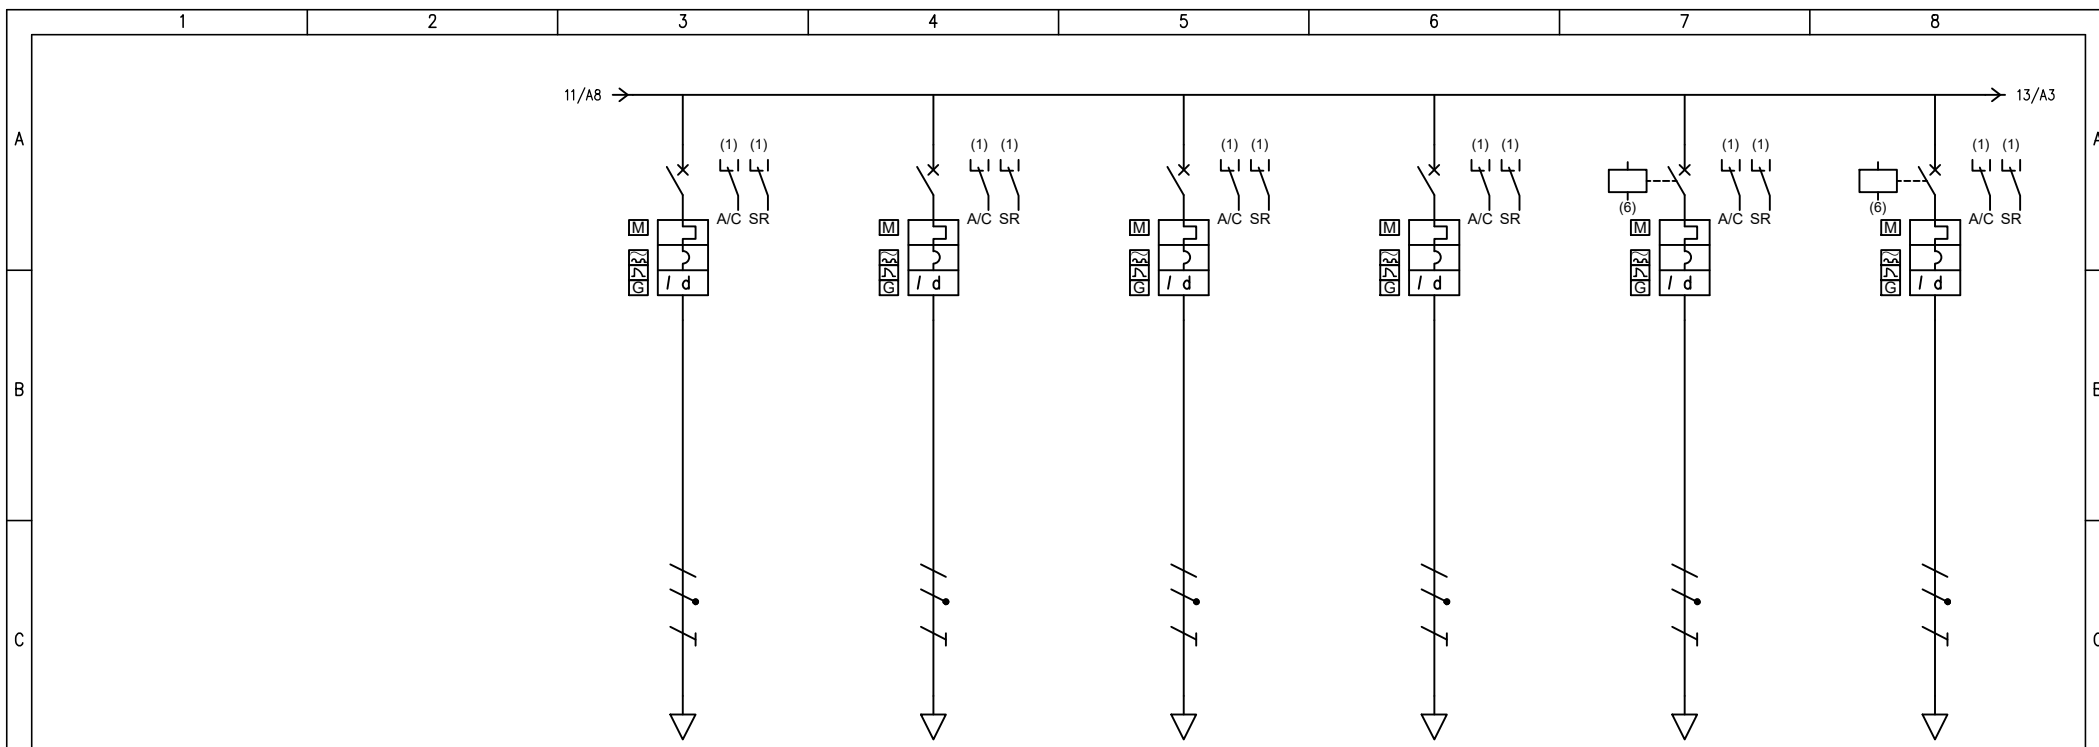 1 2 3 4 5 6 7 8
11/A8 13/A3
A A
(1) (1) (1) (1) (1) (1) (1) (1) (1) (1) (1) (1)
(6) (6)
A/C SR A/C SR A/C SR A/C SR A/C SR A/C SR
M M M M M M
I d I d I d I d I d I d
G G G G G G
B B
C C